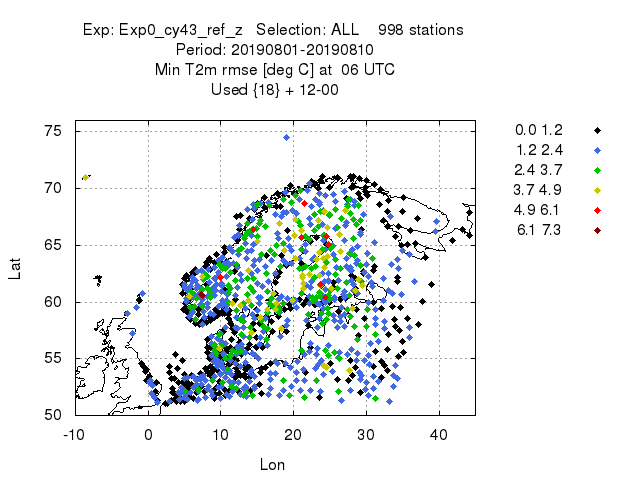 Exp: Exp0_cy43_ref_z   Selection: ALL    998 stations
Period: 20190801-20190810
Min T2m rmse [deg C] at  06 UTC
Used {18} + 12-00
75
70
65
60
55
50
Lat
-10 0 10 20 30 40
Lon
0.0 1.2
1.2 2.4
2.4 3.7
3.7 4.9
4.9 6.1
6.1 7.3